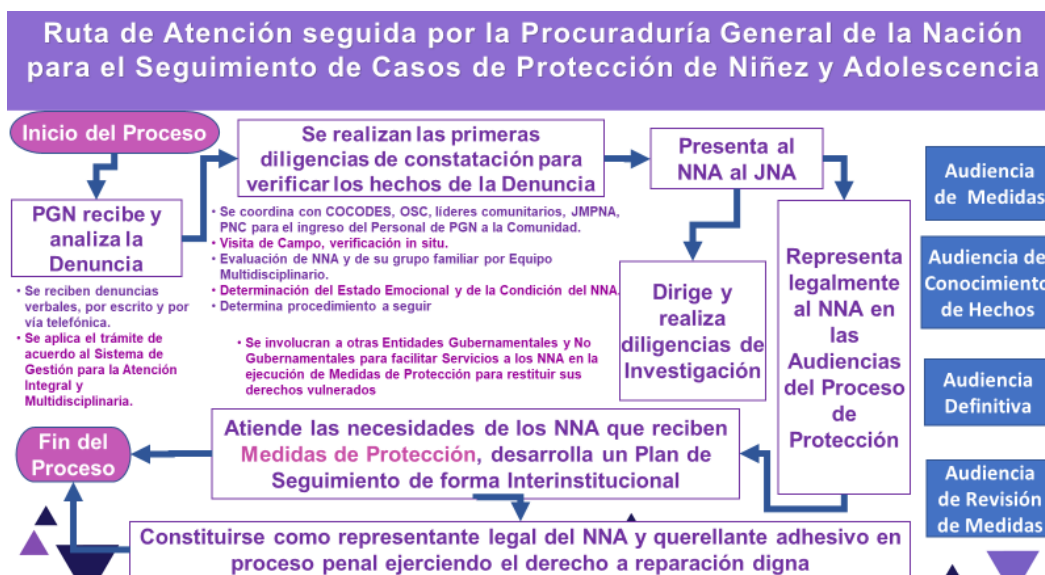 Ruta de Atención seguida por la Procuraduría General de la Nación
para el Seguimiento de Casos de Protección de Niñez y Adolescencia
Inicio del Proceso
PGN recibe y
analiza la
Denuncia
• Se reciben denuncias
verbales, por escrito y por
vía telefónica.
• Se aplica el trámite de
acuerdo al Sistema de
Gestión para la Atención
Integral y
Multidisciplinaria.
Se realizan las primeras
diligencias de constatación para
verificar los hechos de la Denuncia
• Se coordina con COCODES, OSC, líderes comunitarios, JMPNA,
PNC para el ingreso del Personal de PGN a la Comunidad.
• Visita de Campo, verificación in situ.
• Evaluación de NNA y de su grupo familiar por Equipo
Multidisciplinario.
• Determinación del Estado Emocional y de la Condición del NNA.
• Determina procedimiento a seguir
• Se involucran a otras Entidades Gubernamentales y No
Gubernamentales para facilitar Servicios a los NNA en la
ejecución de Medidas de Protección para restituir sus
derechos vulnerados
Presenta al
NNA al JNA
Dirige y
realiza
diligencias de
Investigación
Representa
legalmente
al NNA en
las
Audiencias
del Proceso
de
Protección
Audiencia
de Medidas
Audiencia de
Conocimiento
de Hechos
Audiencia
Definitiva
Audiencia
de Revisión
de Medidas
Atiende las necesidades de los NNA que reciben
Medidas de Protección, desarrolla un Plan de
Seguimiento de forma Interinstitucional
Fin del
Proceso
Constituirse como representante legal del NNA y querellante adhesivo en
proceso penal ejerciendo el derecho a reparación digna